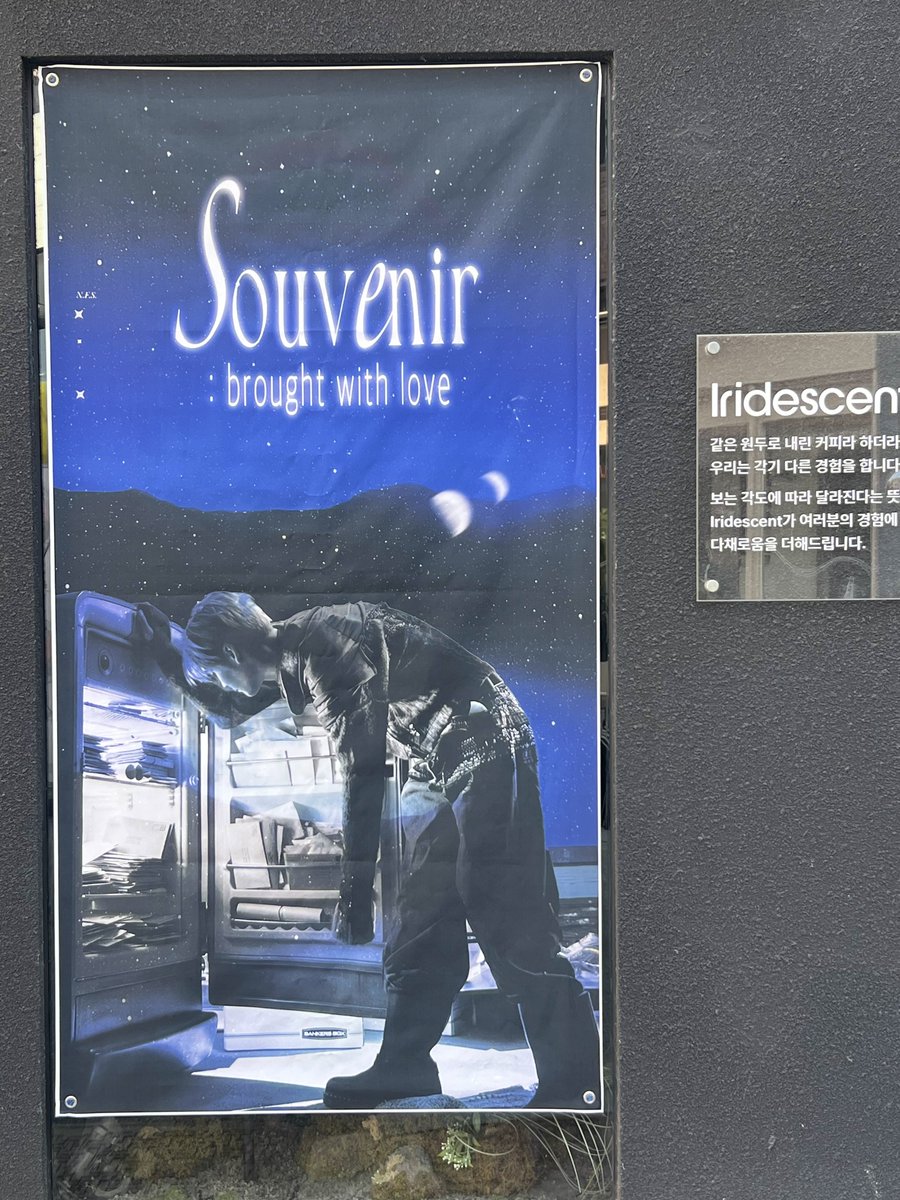 Souvenir
: brought with love
N.F.S.
BANKERS BOX
Iridescent
같은 원두로 내린 커피라 하더라
우리는 각기 다른 경험을 합니다
보는 각도에 따라 달라진다는 뜻
Iridescent가 여러분의 경험에
다채로움을 더해드립니다.